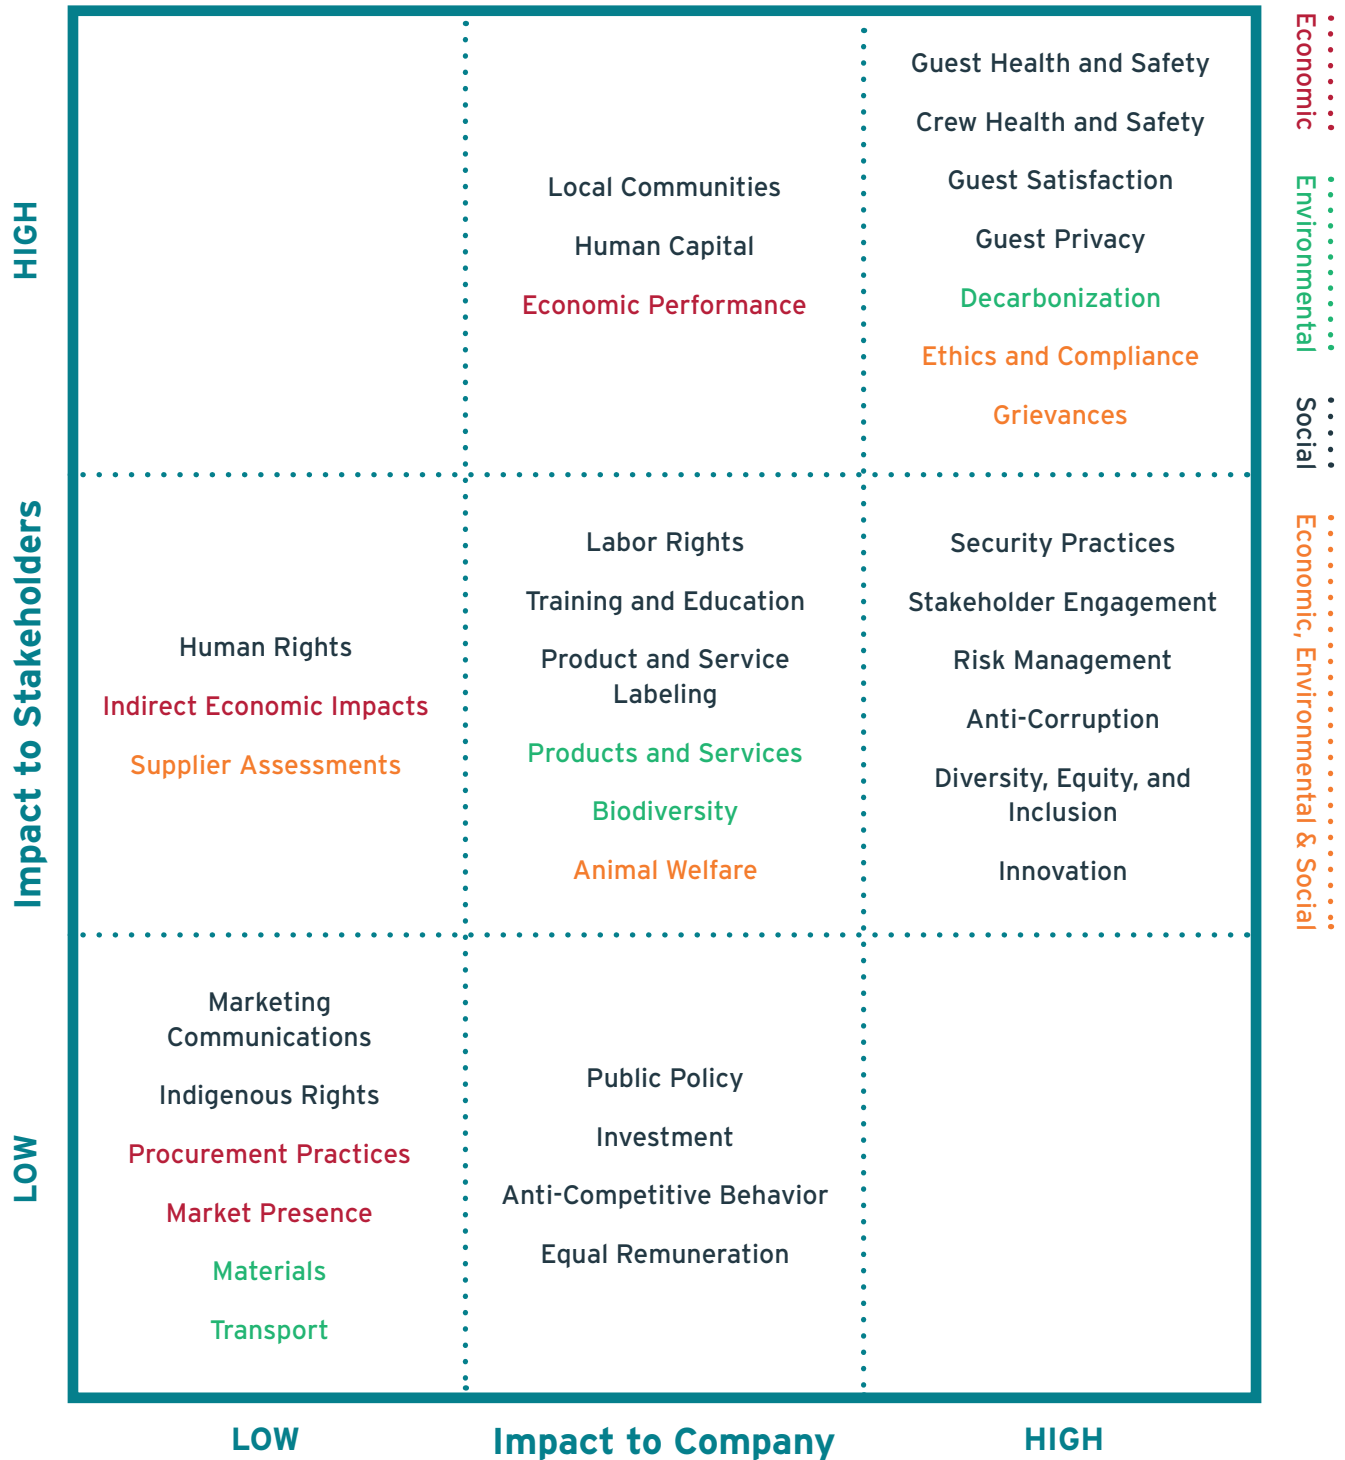 HIGH
Impact to Stakeholders
LOW
Local Communities
Human Capital
Economic Performance
Guest Health and Safety
Crew Health and Safety
Guest Satisfaction
Guest Privacy
Decarbonization
Ethics and Compliance
Grievances
Human Rights
Indirect Economic Impacts
Supplier Assessments
Labor Rights
Training and Education
Product and Service
Labeling
Products and Services
Biodiversity
Animal Welfare
Security Practices
Stakeholder Engagement
Risk Management
Anti-Corruption
Diversity, Equity, and
Inclusion
Innovation
Marketing
Communications
Indigenous Rights
Procurement Practices
Market Presence
Materials
Transport
Public Policy
Investment
Anti-Competitive Behavior
Equal Remuneration
LOW
Impact to Company
HIGH
Economic
Environmental
Social
Economic, Environmental & Social